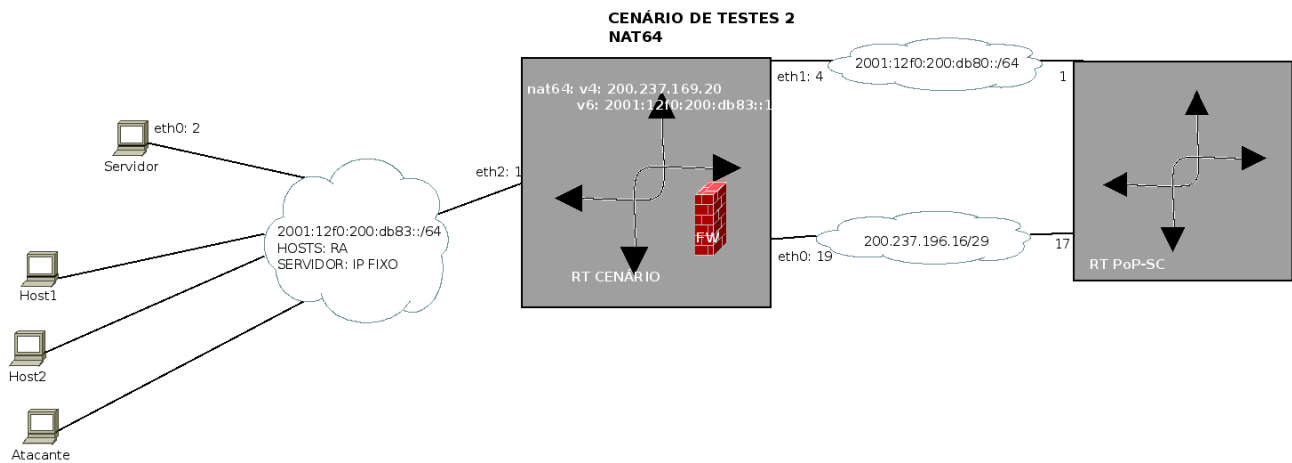 CENÁRIO DE TESTES 2
NAT64
2001:12f0:200:db80::/64
eth1: 4
1
nat64: v4: 200.237.169.20
v6: 2001:12f0:200:db83::1
eth0: 2
Servidor
eth2: 1
2001:12f0:200:db83::/64
HOSTS: RA
SERVIDOR: IP FIXO
FW
200.237.196.16/29
17
eth0: 19
RT CENÁRIO
RT PoP-SC
Host1
Host2
Atacante